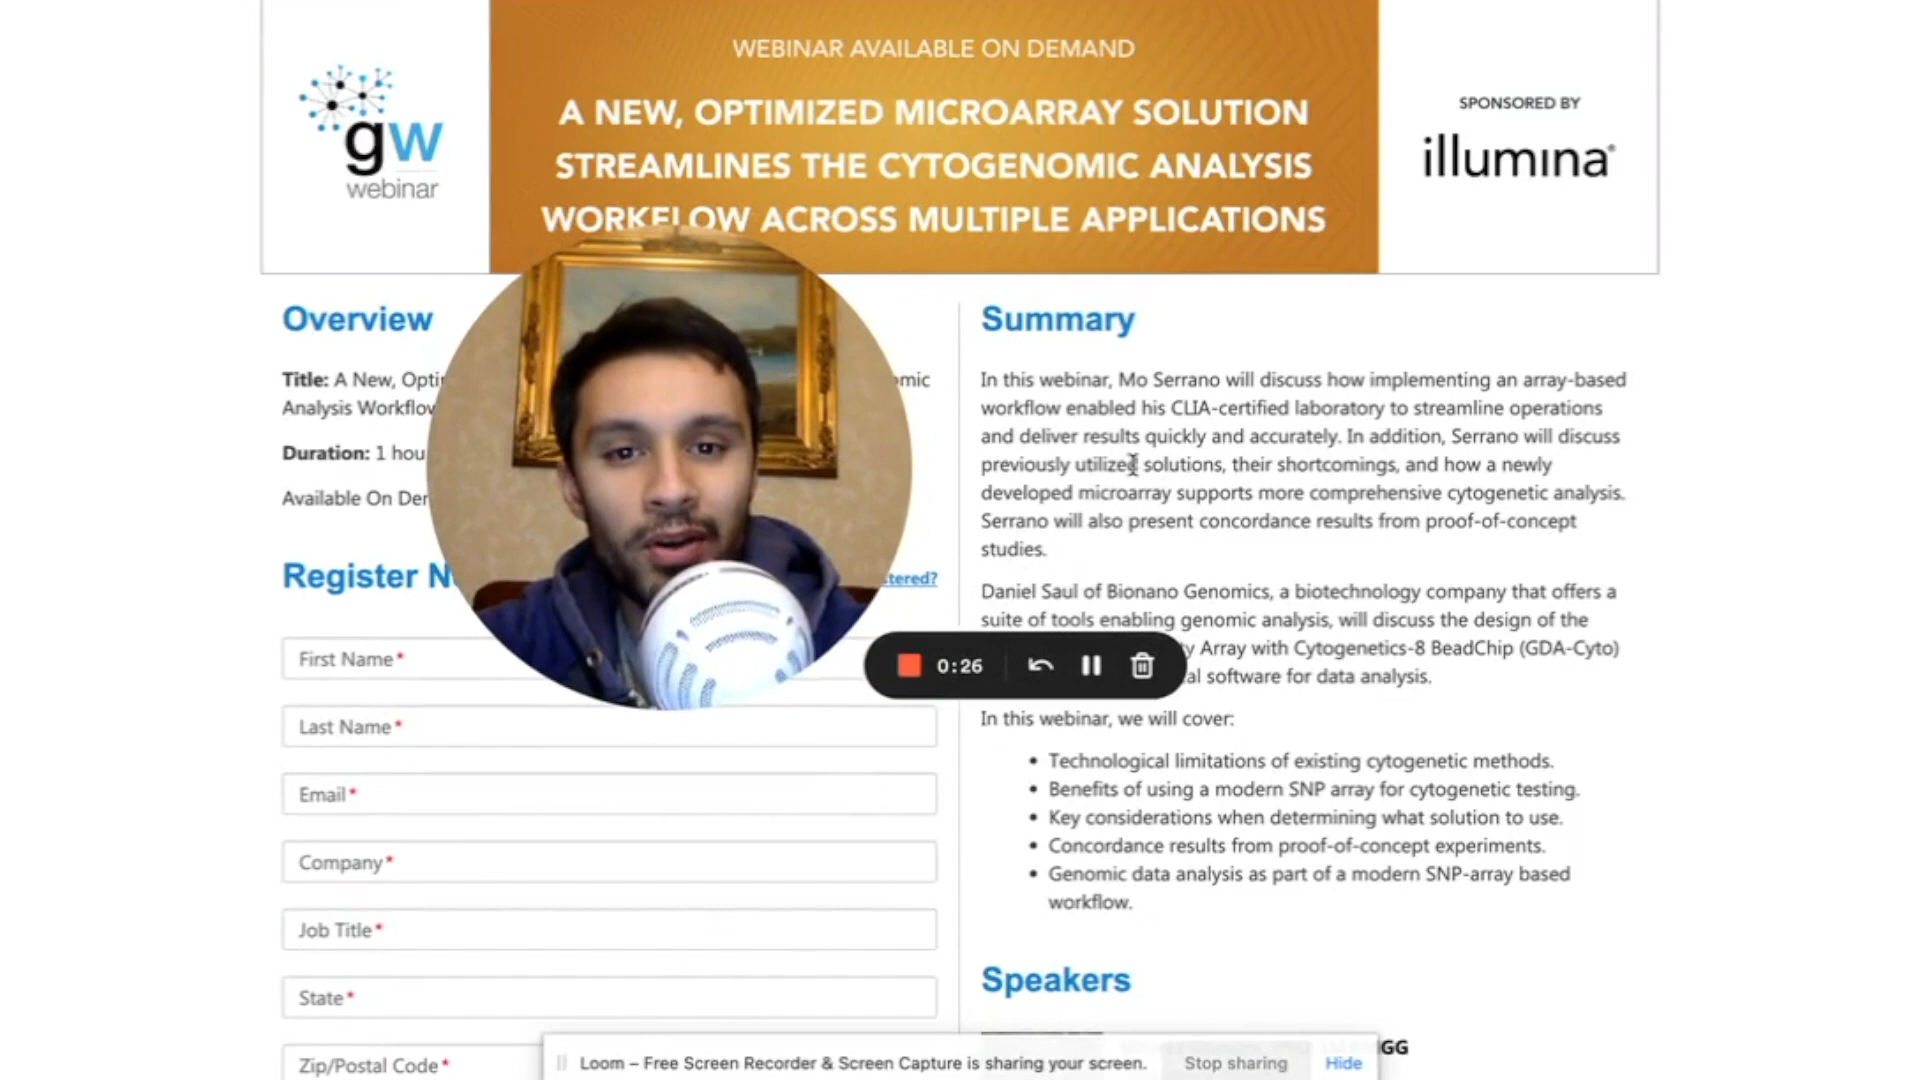 WEBINAR AVAILABLE ON DEMAND
A NEW, OPTIMIZED MICROARRAY SOLUTION
STREAMLINES THE CYTOGENOMIC ANALYSIS
WORKFLOW ACROSS MULTIPLE APPLICATIONS
gw
webinar
SPONSORED BY
illumina®
Overview
Title: A New, Opti
omic
Analysis Workflow
Duration: 1 hou
Available On De
Register N
stered?
First Name*
Last Name*
Email*
Company*
Job Title*
State*
Zip/Postal Code*
0:26
Summary
In this webinar, Mo Serrano will discuss how implementing an array-based
workflow enabled his CLIA-certified laboratory to streamline operations
and deliver results quickly and accurately. In addition, Serrano will discuss
previously utilized solutions, their shortcomings, and how a newly
developed microarray supports more comprehensive cytogenetic analysis.
Serrano will also present concordance results from proof-of-concept
studies.
Daniel Saul of Bionano Genomics, a biotechnology company that offers a
suite of tools enabling genomic analysis, will discuss the design of the
y Array with Cytogenetics-8 BeadChip (GDA-Cyto)
al software for data analysis.
In this webinar, we will cover:
• Technological limitations of existing cytogenetic methods.
• Benefits of using a modern SNP array for cytogenetic testing.
• Key considerations when determining what solution to use.
• Concordance results from proof-of-concept experiments.
• Genomic data analysis as part of a modern SNP-array based
workflow.
Speakers
GG
Loom – Free Screen Recorder & Screen Capture is sharing your screen.
Stop sharing
Hide